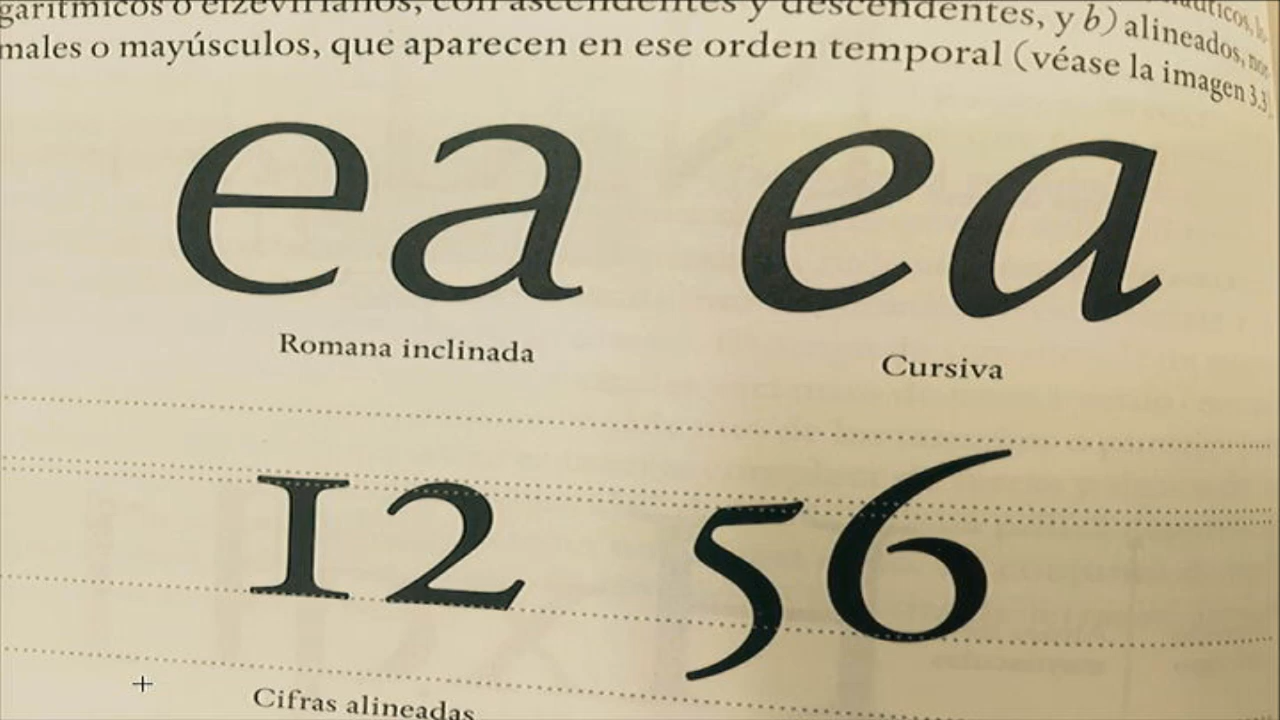 garítmicos o elzevirianos, con ascendentes y descendentes, y b) alineados, nor-
males o mayúsculos, que aparecen en ese orden temporal (véase la imagen 3.3
ea ea
Romana inclinada Cursiva
12 56
Cifras alineadas